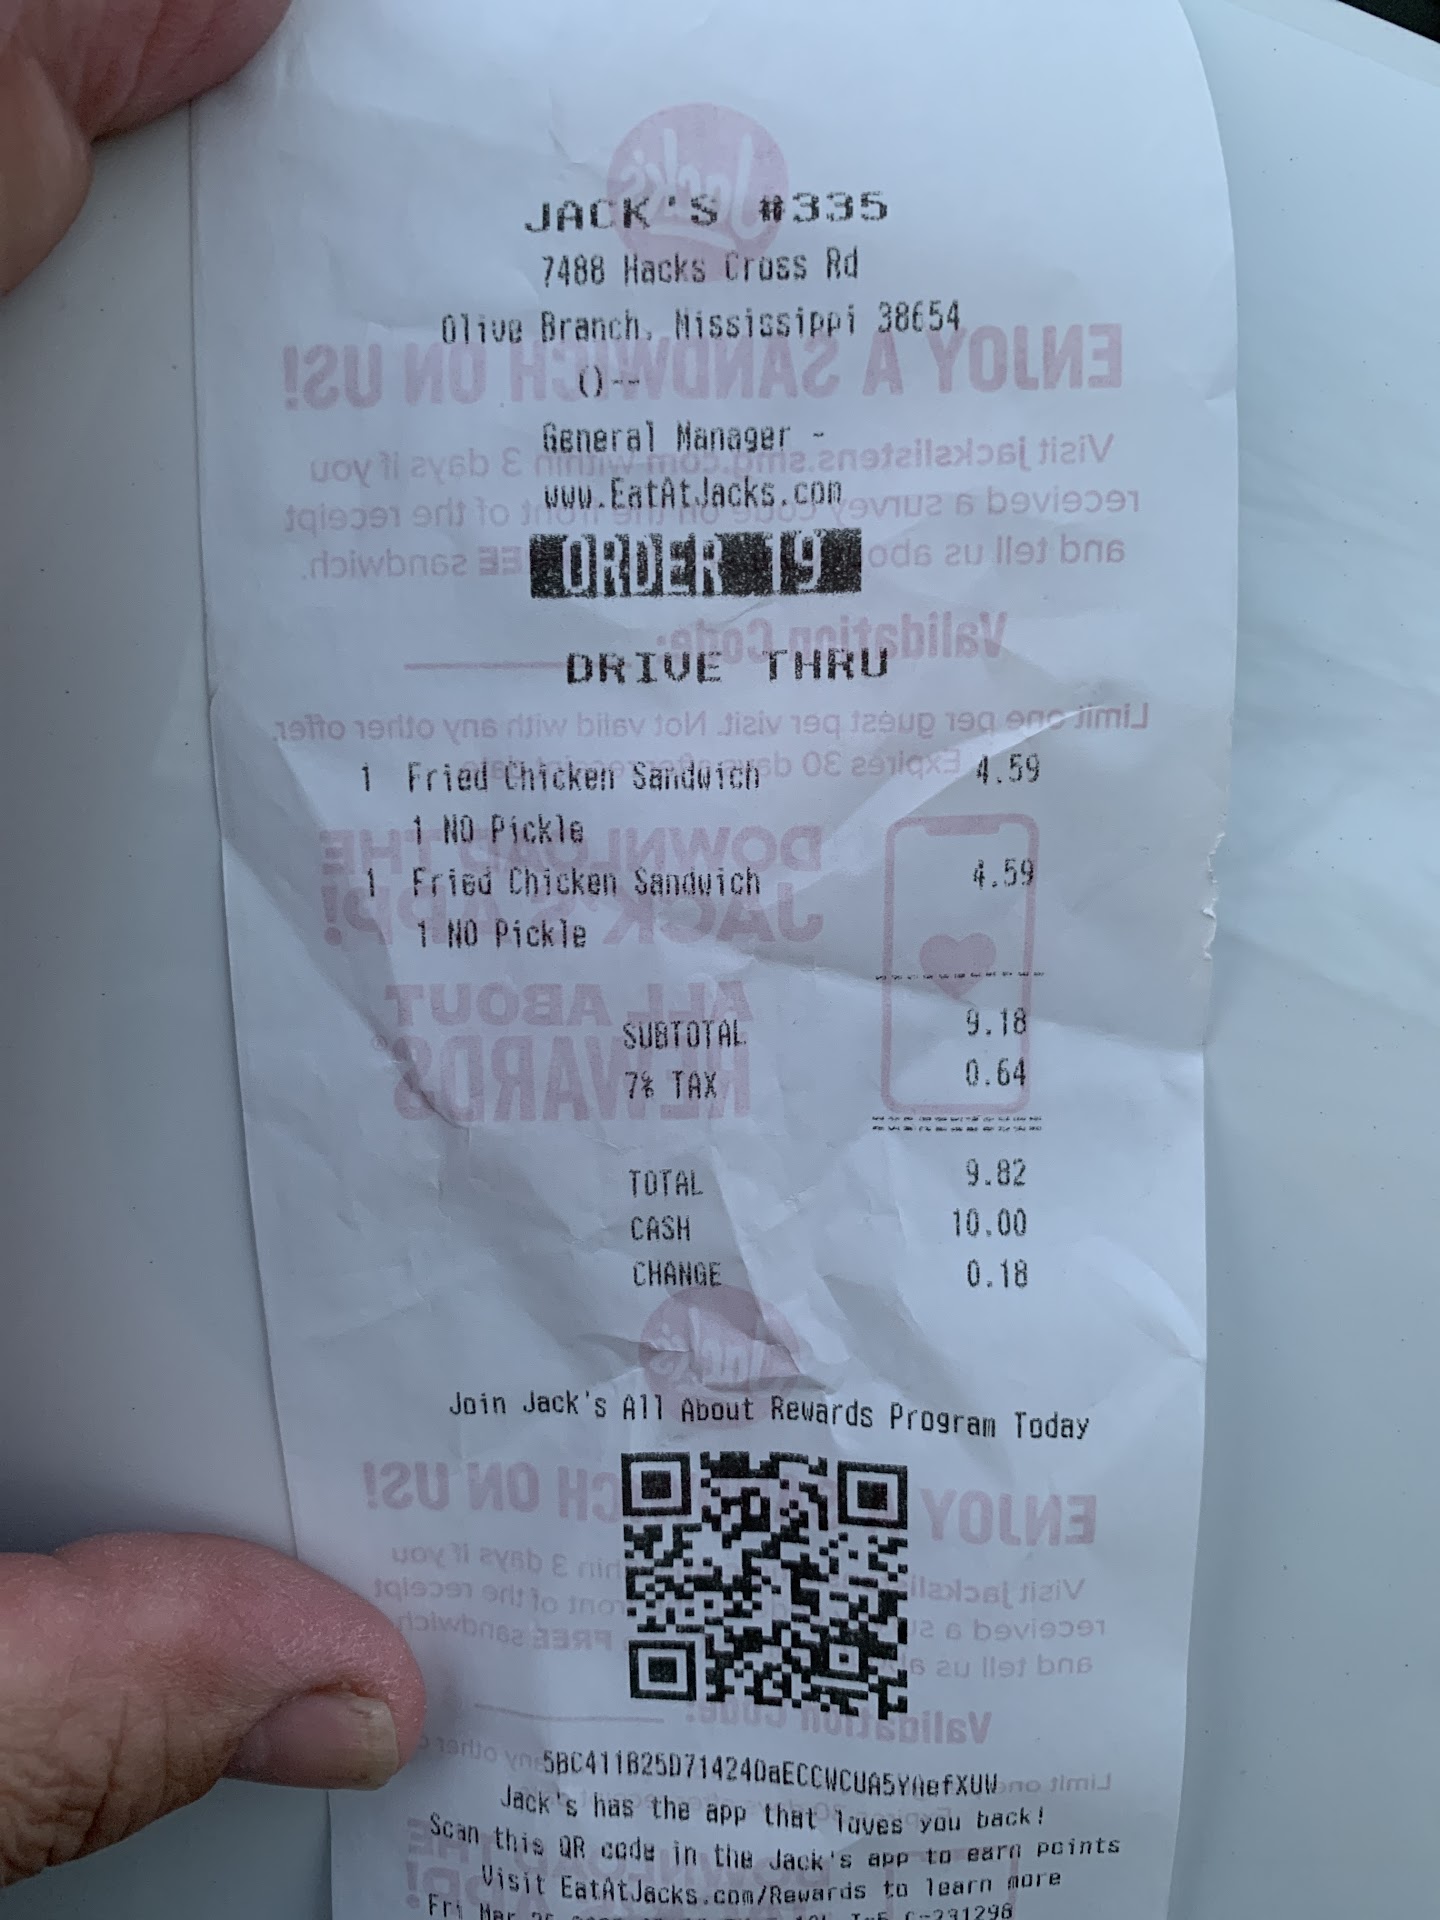 JACK'S #335
7488 Hacks Cross Rd
Olive Branch, Mississippi 38654
()--
General Manager -
www.EatAtJacks.com
ORDER 19
DRIVE THRU
1 Fried Chicken Sandwich 4.59
1 NO Pickle
1 Fried Chicken Sandwich 4.59
1 NO Pickle
SUBTOTAL 9.18
7% TAX 0.64
TOTAL 9.82
CASH 10.00
CHANGE 0.18
Join Jack's All About Rewards Program Today
Jack's has the app that loves you back!
Scan this QR code in the Jack's app to earn points
Visit EatAtJacks.com/Rewards to learn more
Fri Mar